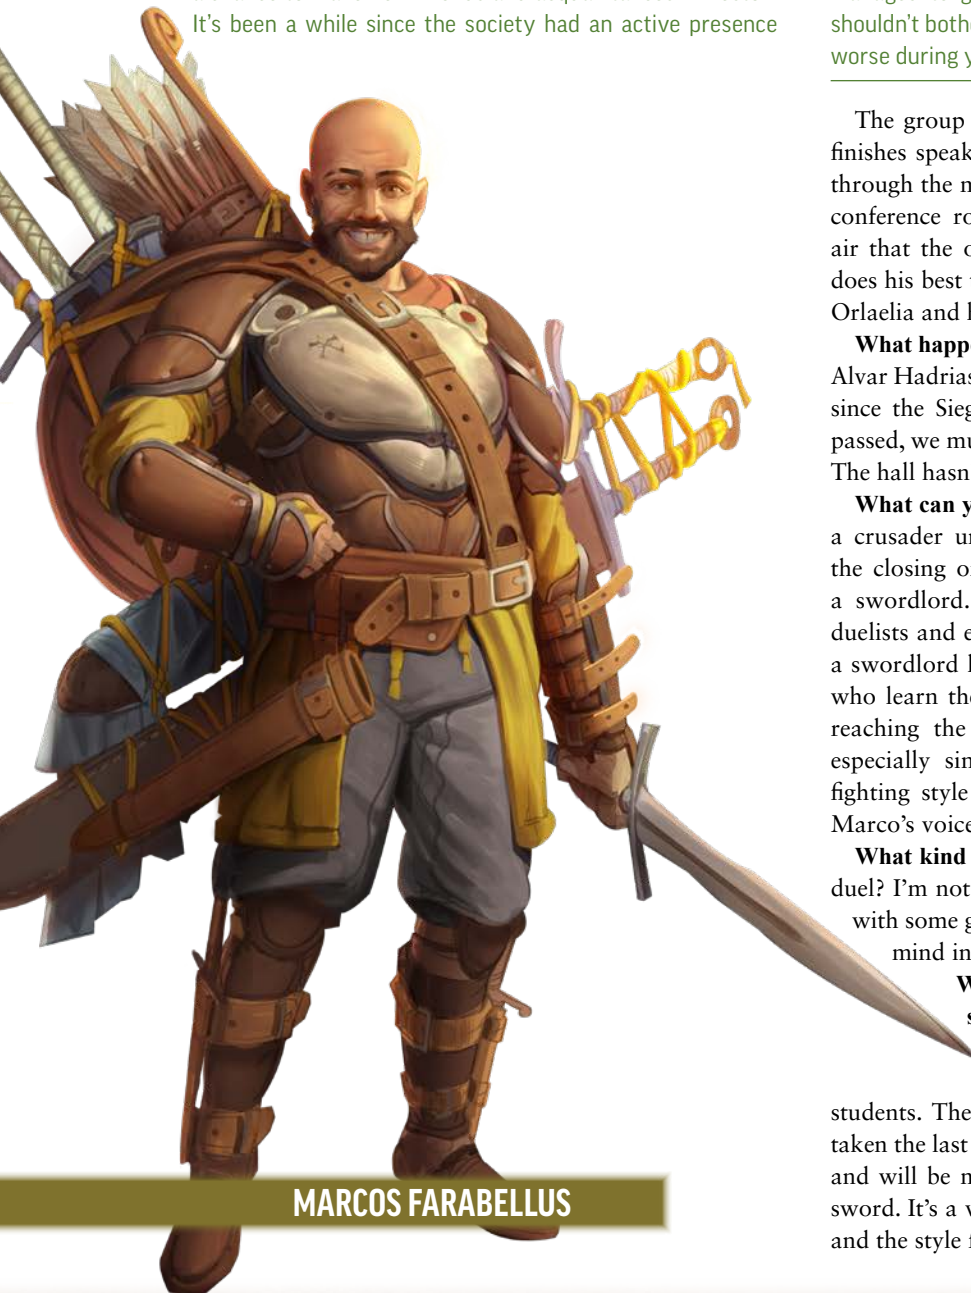 It's been a while since the society had an active presence
shouldn't both
worse during y
The group
finishes speak
through the m
conference ro
air that the o
does his best
Orlaelia and
What happe
Alvar Hadrias
since the Sieg
passed, we mu
The hall hasn
What can y
a crusader un
the closing o
a swordlord.
duelists and e
a swordlord
who learn the
reaching the
especially sin
fighting style
Marco's voice
What kind
duel? I'm not
with some g
mind in
W
s
students. The
taken the last
and will be n
sword. It's a v
and the style
MARCOS FARABELLUS